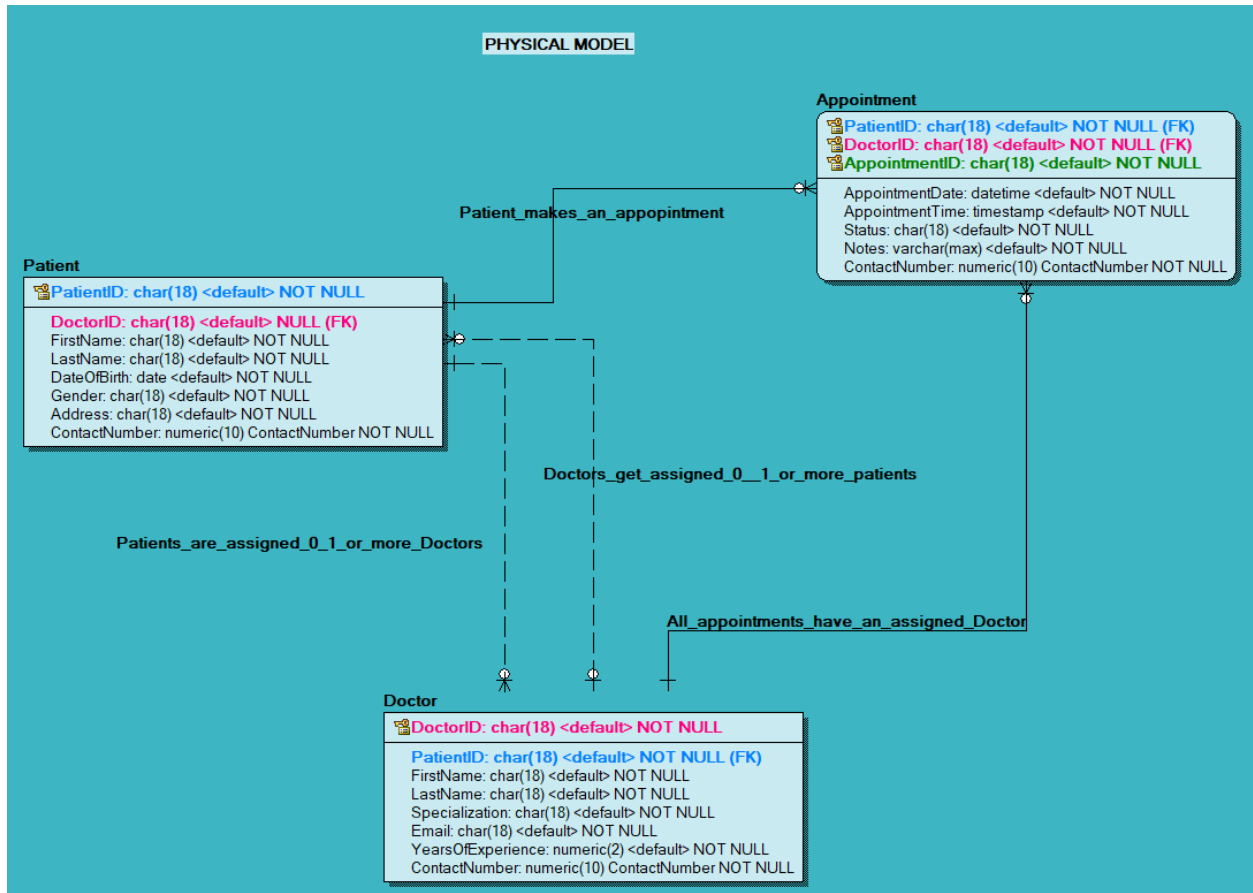 PHYSICAL MODEL
Appointment
PatientID: char(18) <default> NOT NULL (FK)
DoctorID: char(18) <default> NOT NULL (FK)
AppointmentID: char(18) <default> NOT NULL
AppointmentDate: datetime <default> NOT NULL
AppointmentTime: timestamp <default> NOT NULL
Status: char(18) <default> NOT NULL
Notes: varchar(max) <default> NOT NULL
ContactNumber: numeric(10) ContactNumber NOT NULL
Patient_makes_an_appopintment
Patient
PatientID: char(18) <default> NOT NULL
DoctorID: char(18) <default> NULL (FK)
FirstName: char(18) <default> NOT NULL
LastName: char(18) <default> NOT NULL
DateOfBirth: date <default> NOT NULL
Gender: char(18) <default> NOT NULL
Address: char(18) <default> NOT NULL
ContactNumber: numeric(10) ContactNumber NOT NULL
Doctors_get_assigned_0__1_or_more_patients
Patients_are_assigned_0_1_or_more_Doctors
All_appointments_have_an_assigned_Doctor
Doctor
DoctorID: char(18) <default> NOT NULL
PatientID: char(18) <default> NOT NULL (FK)
FirstName: char(18) <default> NOT NULL
LastName: char(18) <default> NOT NULL
Specialization: char(18) <default> NOT NULL
Email: char(18) <default> NOT NULL
YearsOfExperience: numeric(2) <default> NOT NULL
ContactNumber: numeric(10) ContactNumber NOT NULL